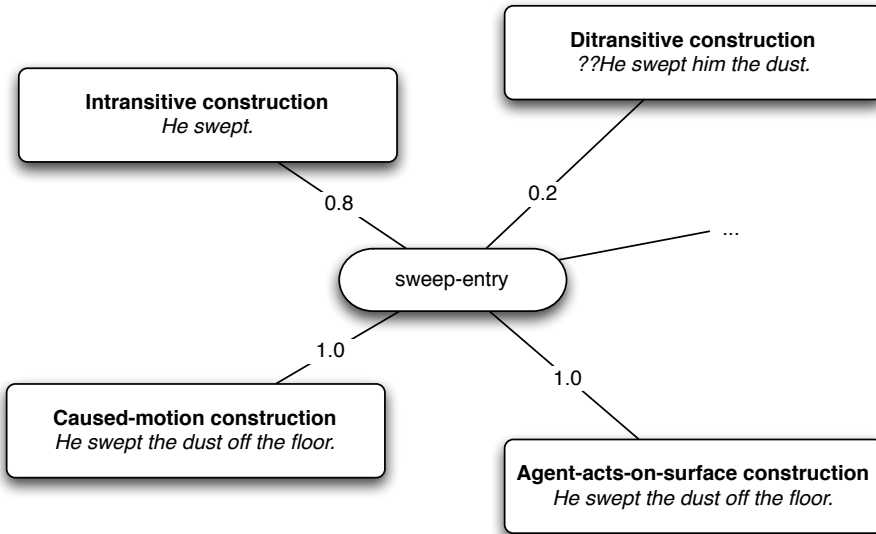 Ditransitive construction
??He swept him the dust.
Intransitive construction
He swept.
0.8
0.2
...
sweep-entry
1.0
1.0
Caused-motion construction
He swept the dust off the floor.
Agent-acts-on-surface construction
He swept the dust off the floor.